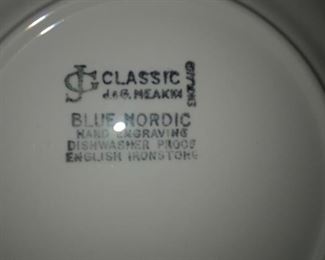 CLASSIC
J.&G. MEAKIN
BLUE NORDIC
HAND ENGRAVING
DISHWASHER PROOF
ENGLISH IRONSTONE